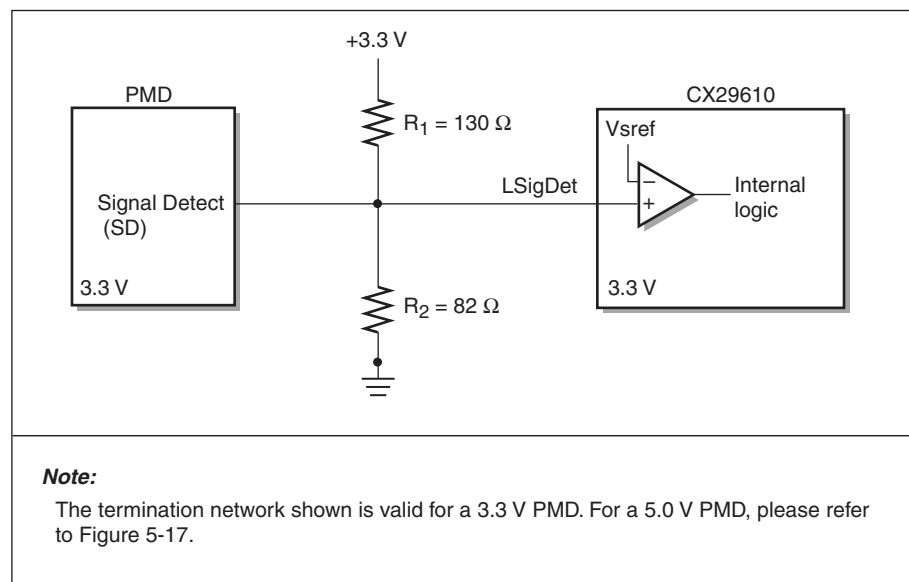 +3.3 V
PMD
CX29610
R1 = 130 Ω
Vsref
LSigDet
−
+
Internal
logic
Signal Detect
(SD)
3.3 V
R2 = 82 Ω
3.3 V
Note:
The termination network shown is valid for a 3.3 V PMD. For a 5.0 V PMD, please refer
to Figure 5-17.